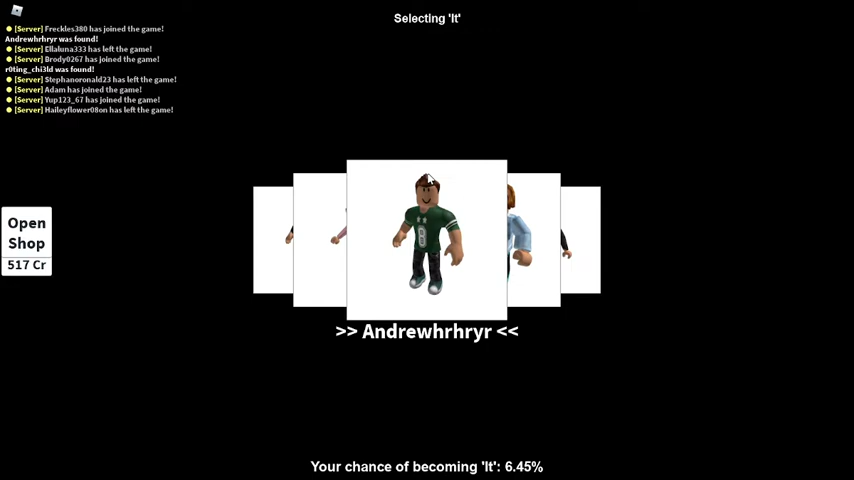 Selecting 'It'
[Server] Freckles380 has joined the game!
Andrewhrhryr was found!
[Server] Ellaluna333 has left the game!
[Server] Brody0267 has joined the game!
r0ting_chi3ld was found!
[Server] Stephanoronald23 has left the game!
[Server] Adam has joined the game!
[Server] Yup123_67 has joined the game!
[Server] Haileyflower08on has left the game!
Open
Shop
517 Cr
>> Andrewhrhryr <<
Your chance of becoming 'It': 6.45%